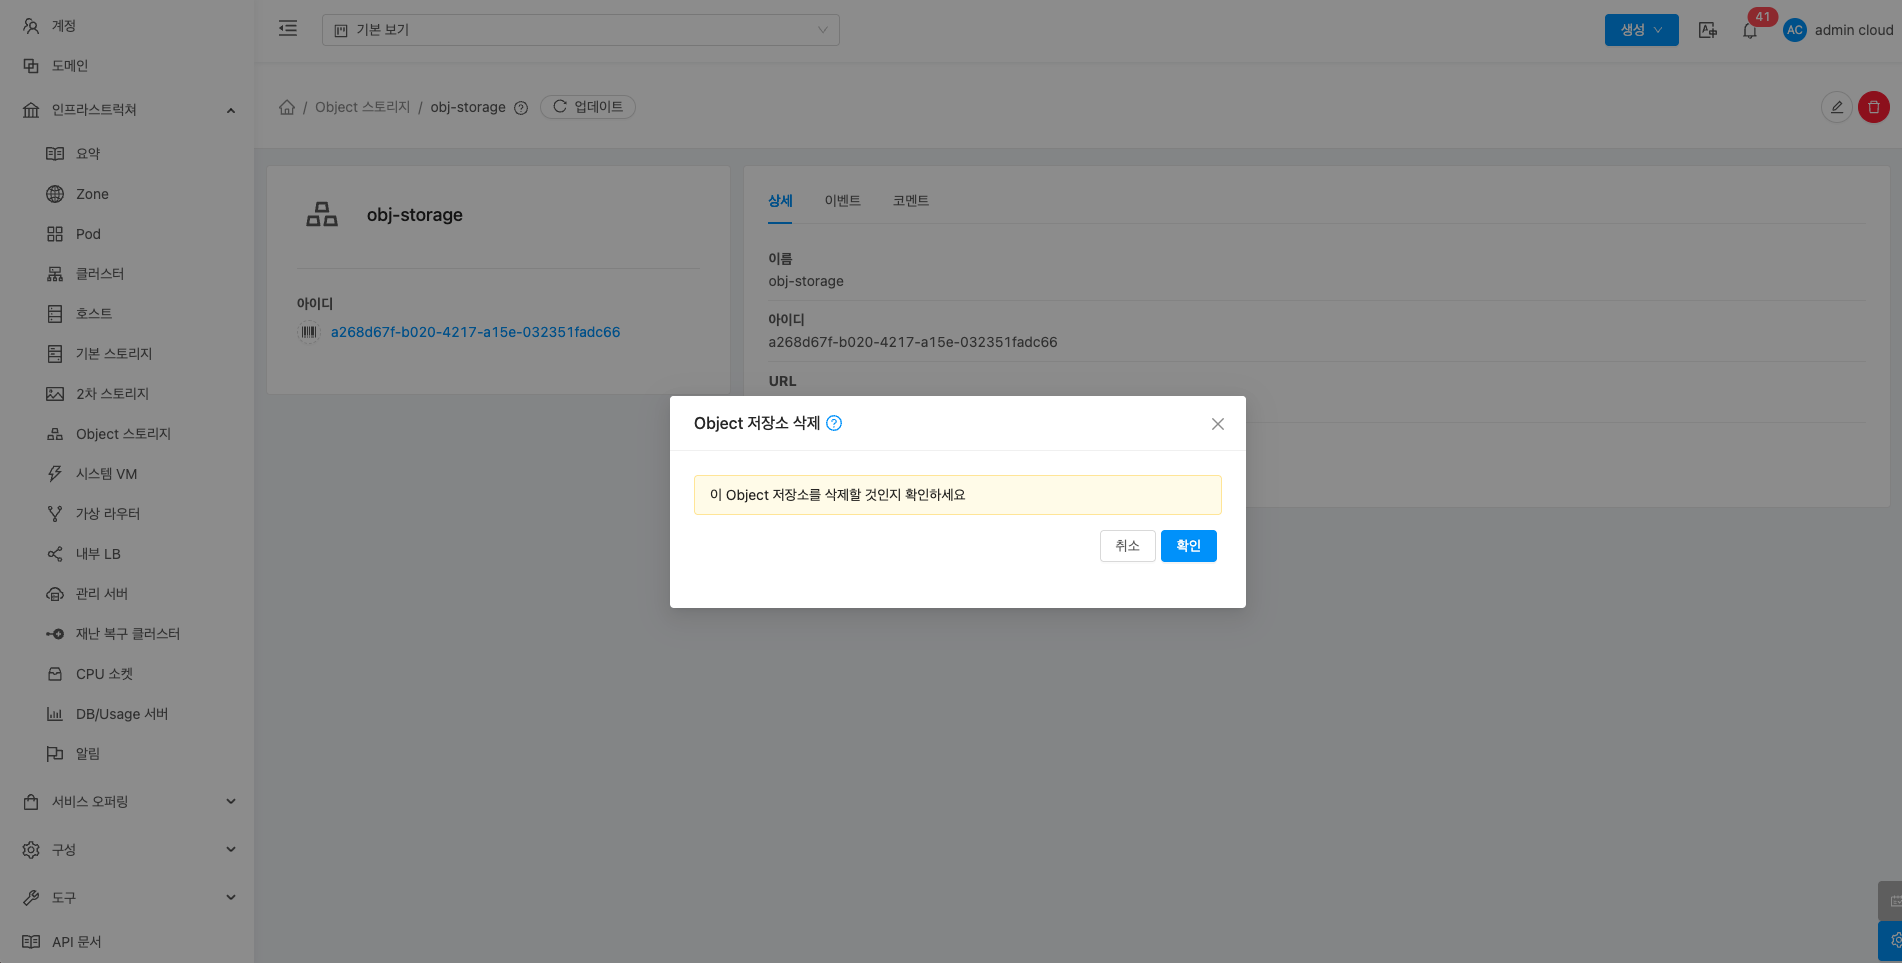 계정
도메인
인프라스트럭쳐
요약
Zone
Pod
클러스터
호스트
기본 스토리지
2차 스토리지
Object 스토리지
시스템 VM
가상 라우터
내부 LB
관리 서버
재난 복구 클러스터
CPU 소켓
DB/Usage 서버
알림
서비스 오퍼링
구성
도구
API 문서
기본 보기
생성
41
AC
admin cloud
/ Object 스토리지 / obj-storage
업데이트
obj-storage
아이디
a268d67f-b020-4217-a15e-032351fadc66
상세
이벤트
코멘트
이름
obj-storage
아이디
a268d67f-b020-4217-a15e-032351fadc66
URL
Object 저장소 삭제
이 Object 저장소를 삭제할 것인지 확인하세요
취소
확인